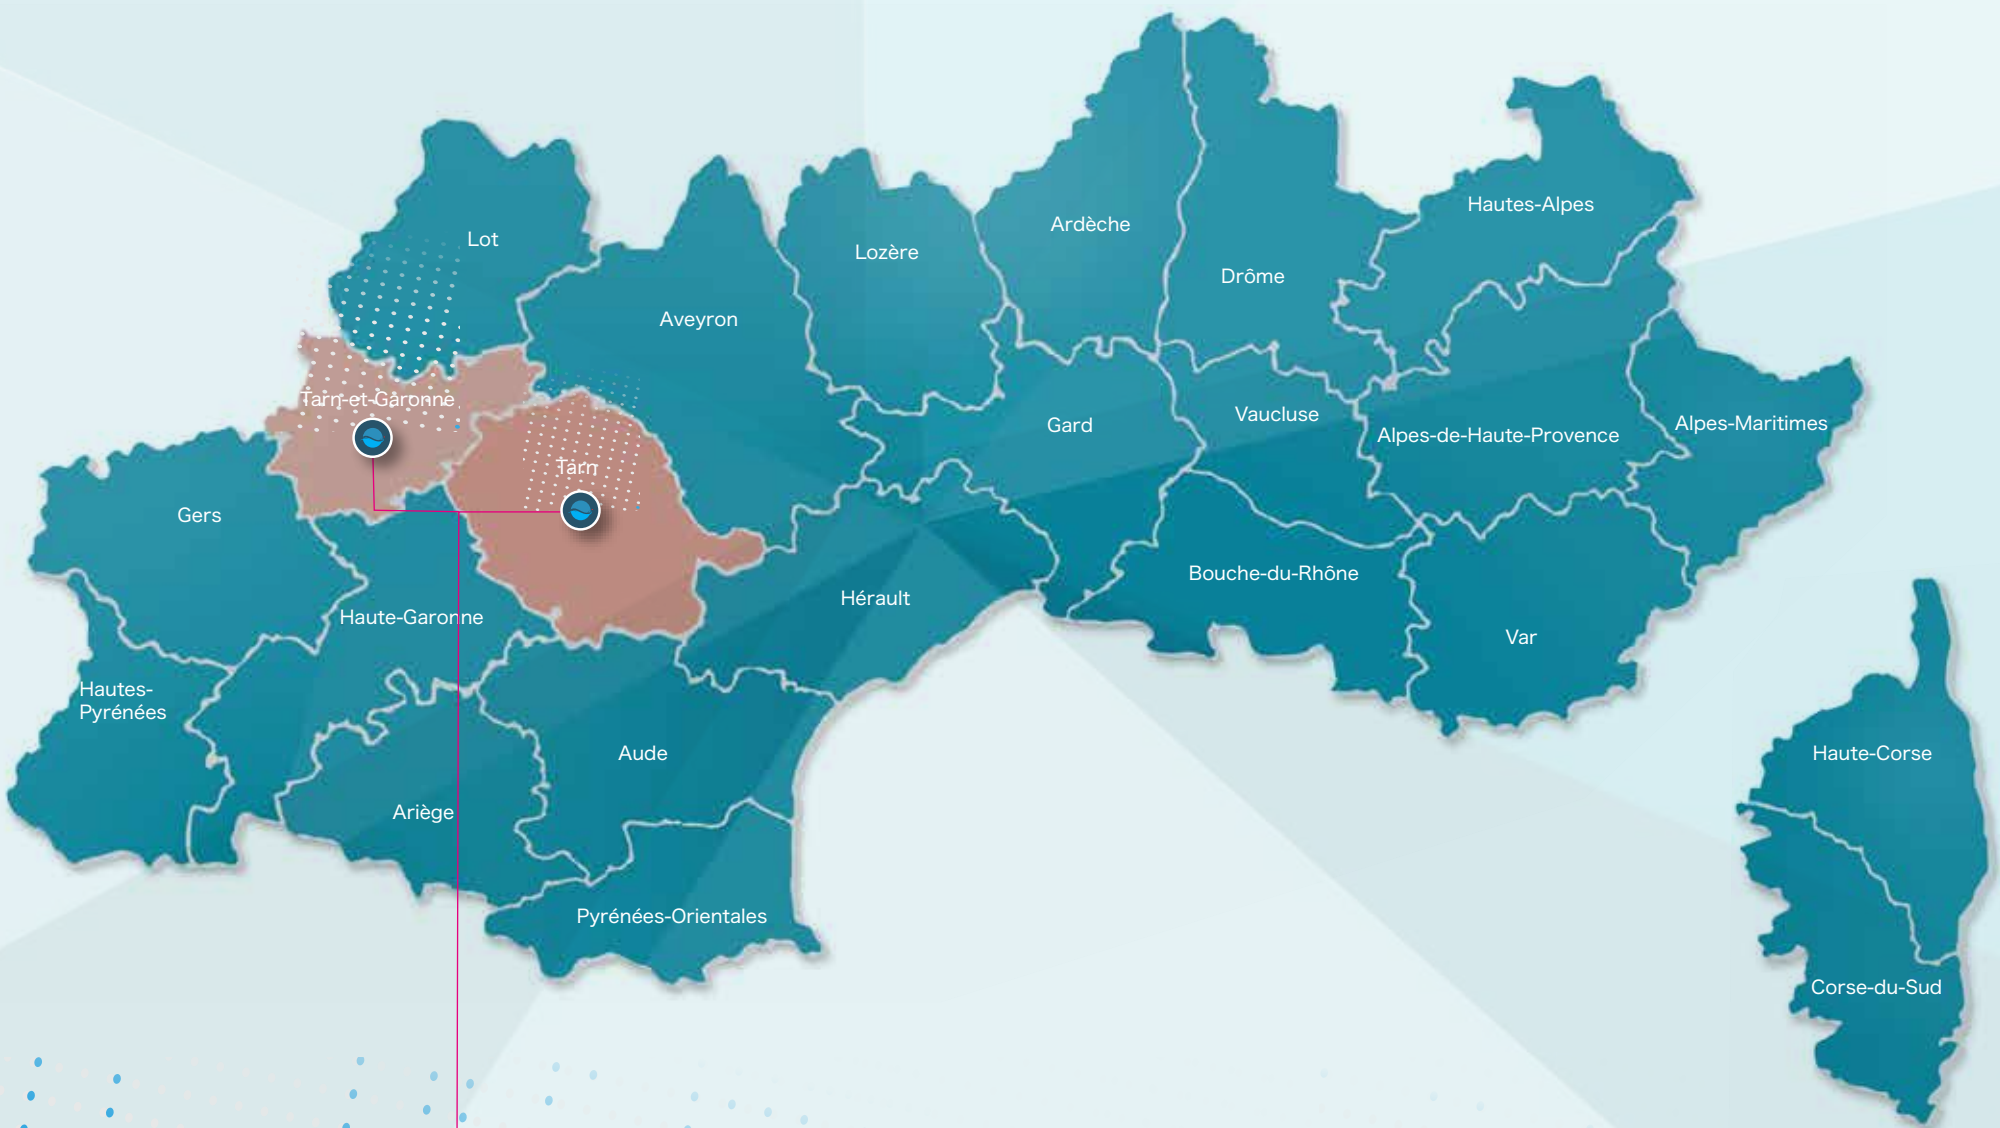 Hautes-Alpes
Ardèche
Lot
Lozère
Drôme
Aveyron
Tarn-et-Garonne
Vaucluse
Gard
Alpes-Maritimes
Alpes-de-Haute-Provence
Tarn
Gers
Bouche-du-Rhône
Hérault
Haute-Garonne
Var
Hautes-
Pyrénées
Aude
Haute-Corse
Ariège
Pyrénées-Orientales
Corse-du-Sud